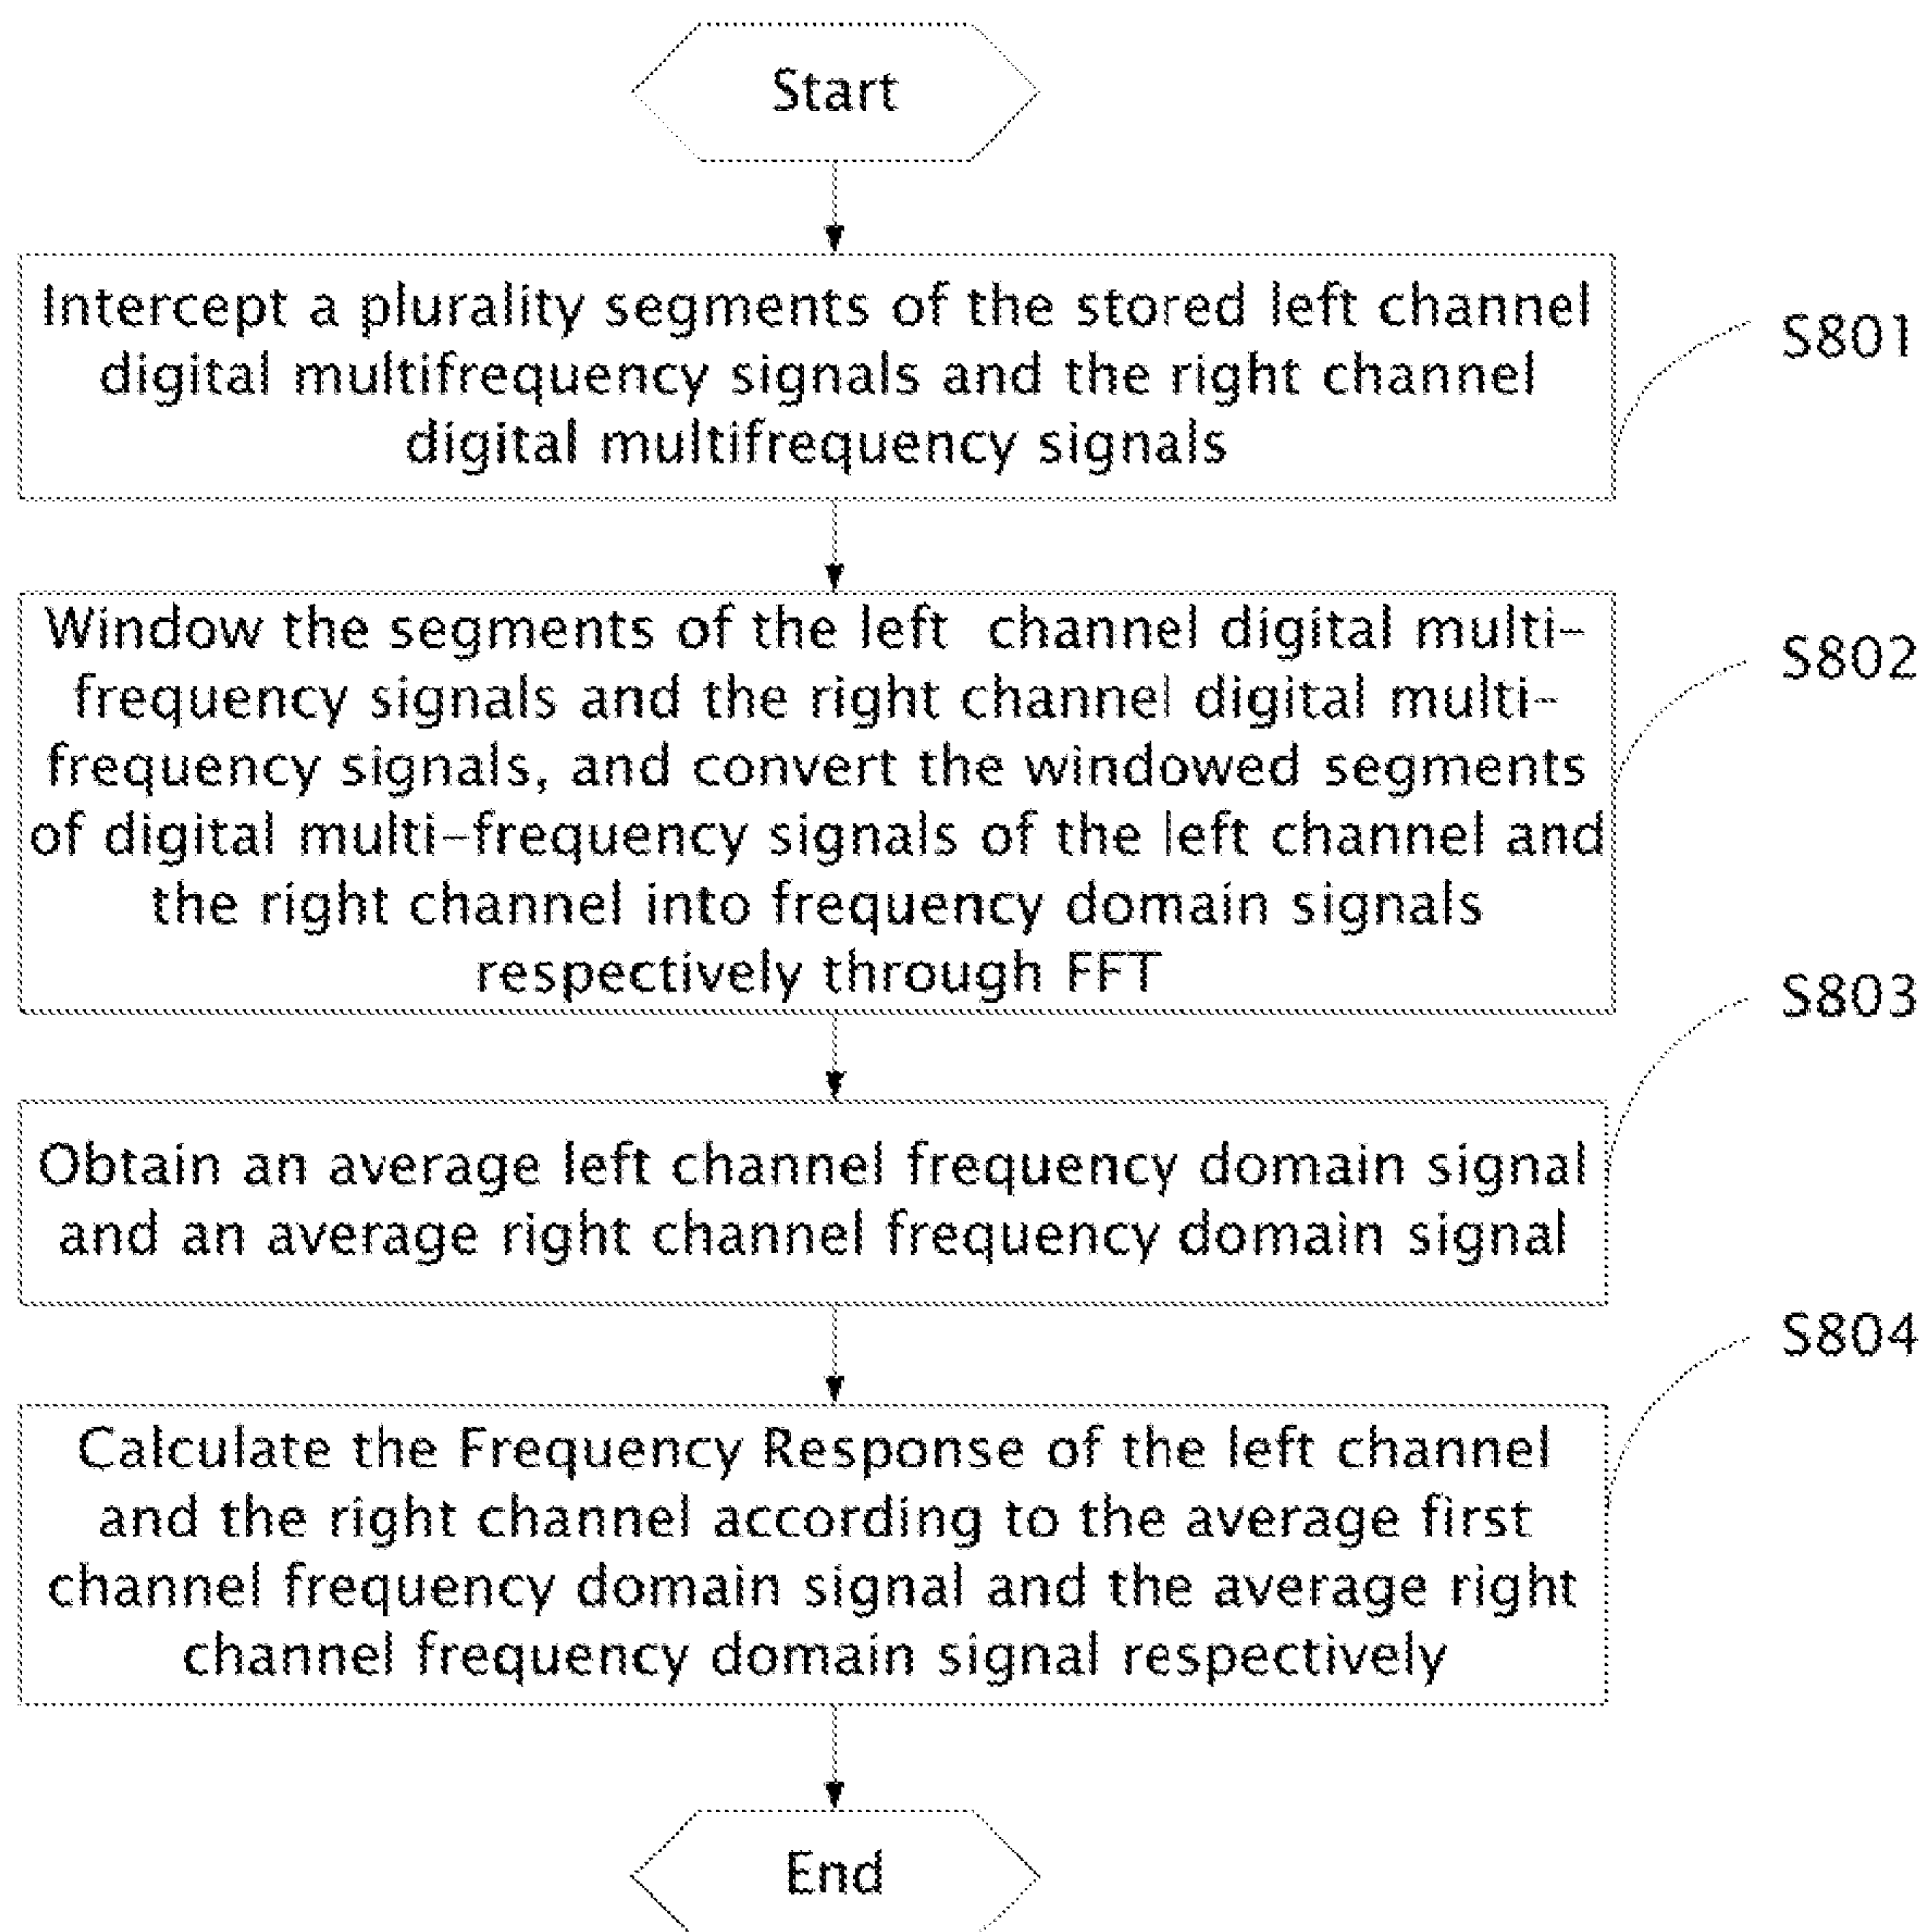 Start
Intercept a plurality segments of the stored left channel
digital multifrequency signals and the right channel
digital multifrequency signals
S801
Window the segments of the left channel digital multi-
frequency signals and the right channel digital multi-
frequency signals, and convert the windowed segments
of digital multi-frequency signals of the left channel and
the right channel into frequency domain signals
respectively through FFT
S802
Obtain an average left channel frequency domain signal
and an average right channel frequency domain signal
S803
Calculate the Frequency Response of the left channel
and the right channel according to the average first
channel frequency domain signal and the average right
channel frequency domain signal respectively
S804
End